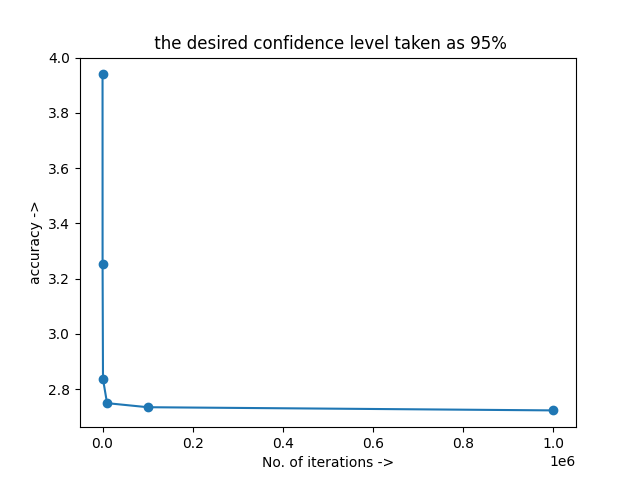 the desired confidence level taken as 95%
4.0
3.8
3.6
3.4
3.2
3.0
2.8
accuracy ->
0.0 0.2 0.4 0.6 0.8 1.0
1e6
No. of iterations ->